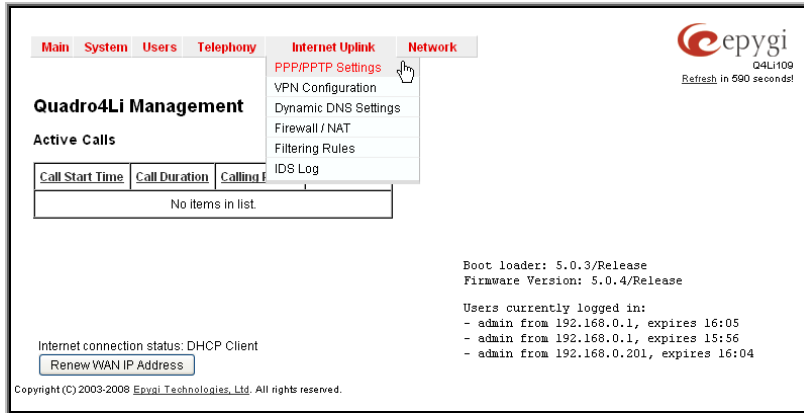 Main System Users Telephony Internet Uplink Network
epygi
Q4Li109
Refresh in 590 seconds!
PPP/PPTP Settings
VPN Configuration
Dynamic DNS Settings
Firewall / NAT
Filtering Rules
IDS Log
Quadro4Li Management
Active Calls
Call Start Time Call Duration Calling
No items in list.
Boot loader: 5.0.3/Release
Firmware Version: 5.0.4/Release
Users currently logged in:
- admin from 192.168.0.1, expires 16:05
- admin from 192.168.0.1, expires 15:56
- admin from 192.168.0.201, expires 16:04
Internet connection status: DHCP Client
Renew WAN IP Address
Copyright (C) 2003-2008 Epygi Technologies, Ltd. All rights reserved.